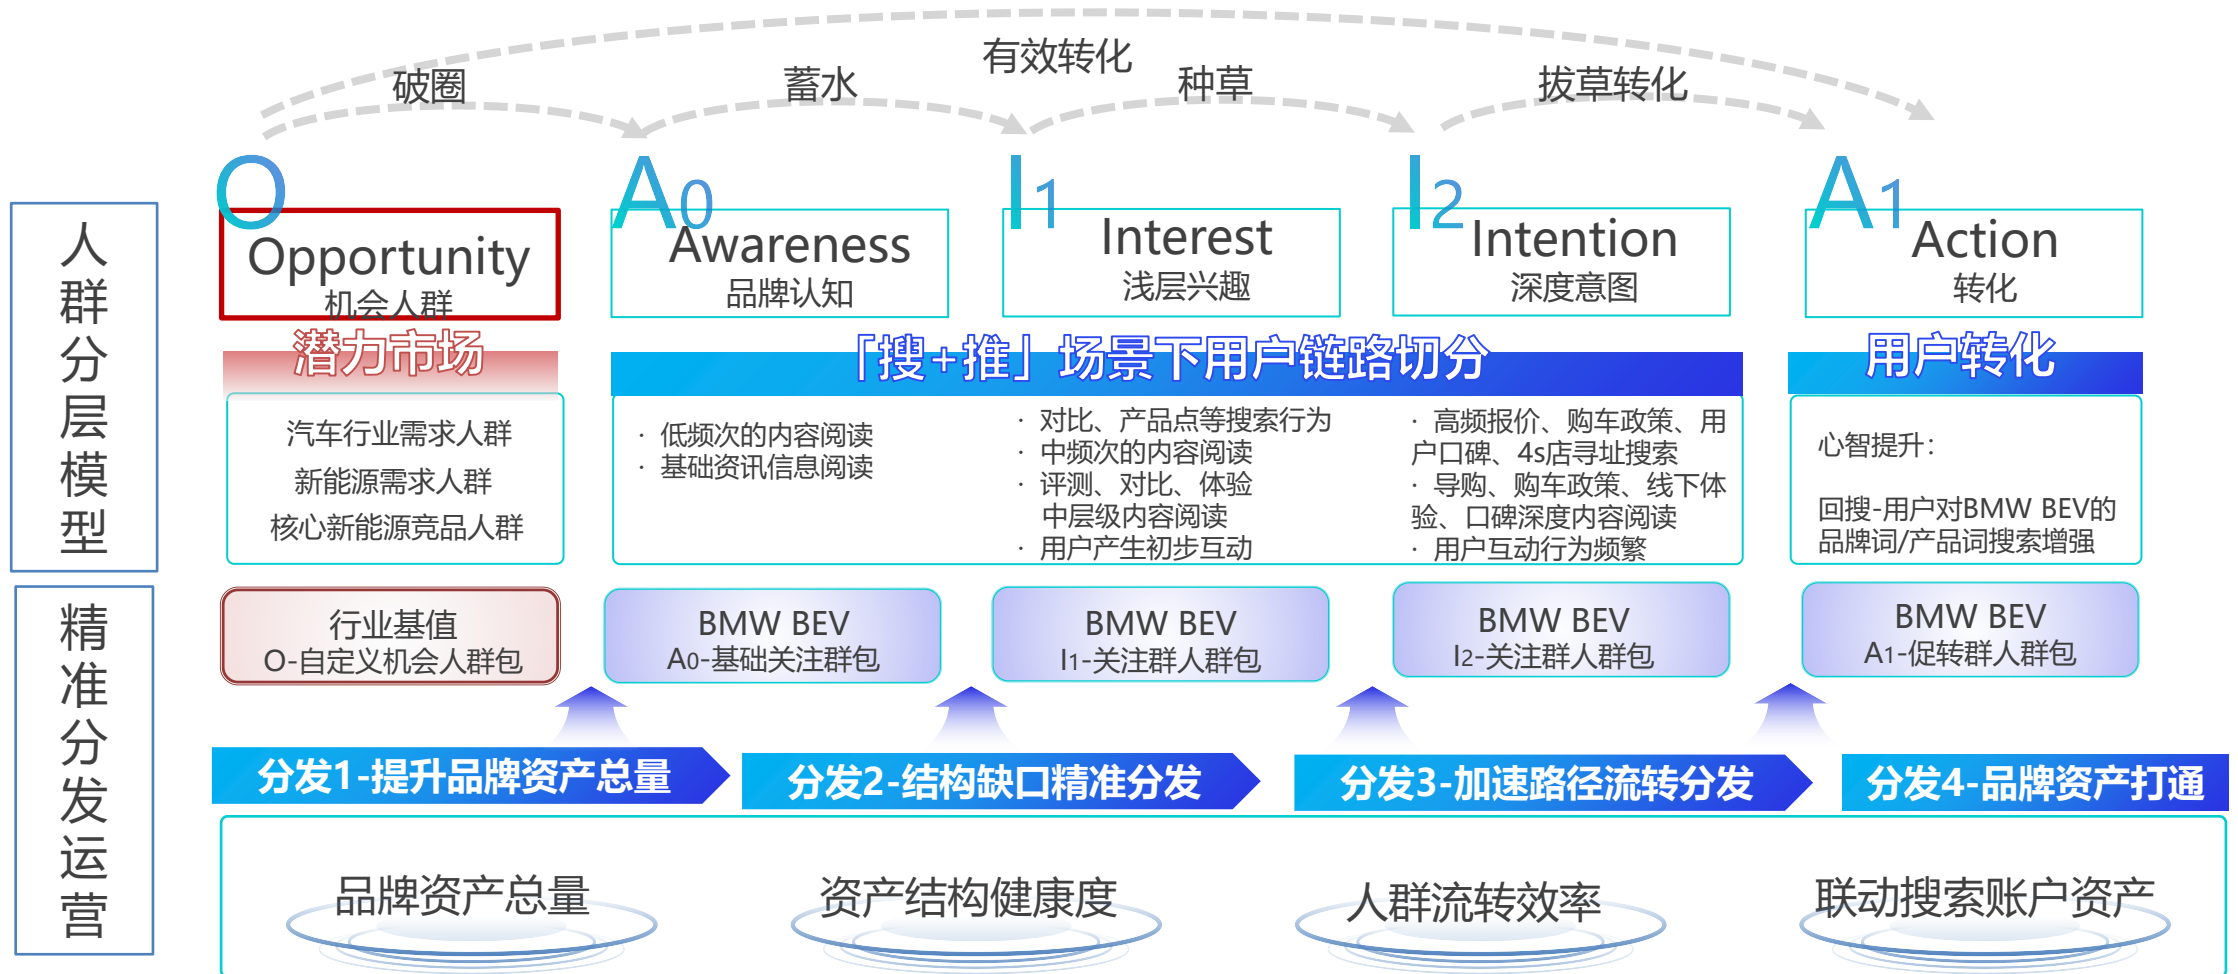 有效转化
破圈
蓄水
种草
拔草转化
人群分层模型
O
Opportunity
机会人群
A0
Awareness
品牌认知
I1
Interest
浅层兴趣
I2
Intention
深度意图
A1
Action
转化
潜力市场
「搜+推」场景下用户链路切分
用户转化
汽车行业需求人群
新能源需求人群
核心新能源竞品人群
· 低频次的内容阅读
· 基础资讯信息阅读
· 对比、产品点等搜索行为
· 中频次的内容阅读
· 评测、对比、体验
中层级内容阅读
· 用户产生初步互动
· 高频报价、购车政策、用
户口碑、4s店寻址搜索
· 导购、购车政策、线下体
验、口碑深度内容阅读
· 用户互动行为频繁
心智提升：
回搜-用户对BMW BEV的
品牌词/产品词搜索增强
精准分发运营
行业基值
O-自定义机会人群包
BMW BEV
A0-基础关注群包
BMW BEV
I1-关注群人群包
BMW BEV
I2-关注群人群包
BMW BEV
A1-促转群人群包
分发1-提升品牌资产总量
分发2-结构缺口精准分发
分发3-加速路径流转分发
分发4-品牌资产打通
品牌资产总量
资产结构健康度
人群流转效率
联动搜索账户资产